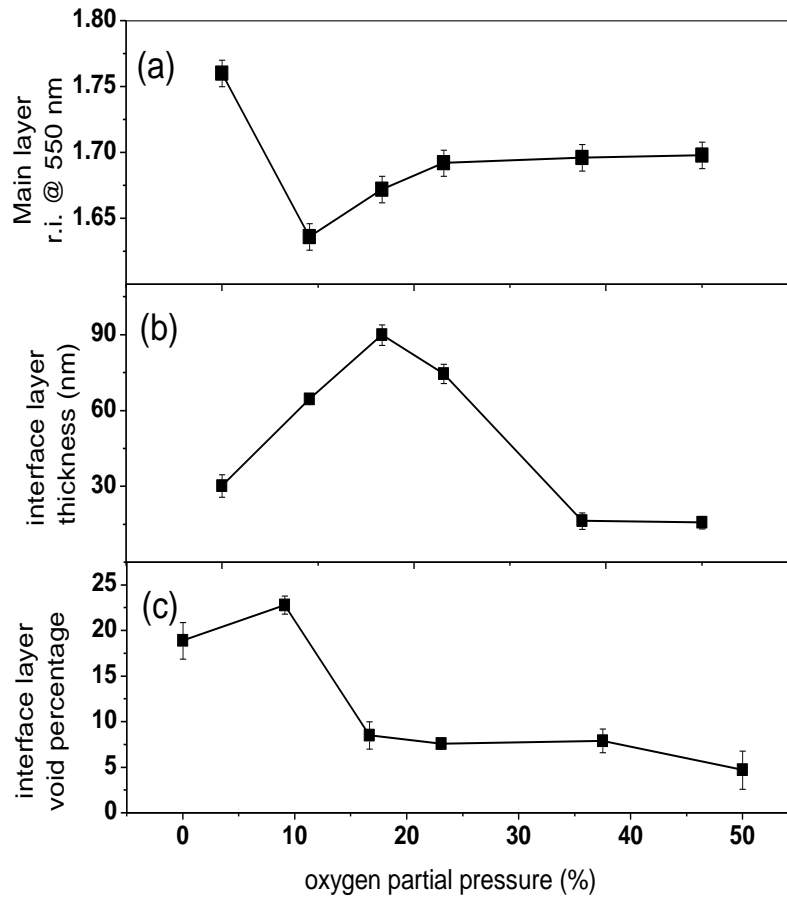 1.80
(a)
1.75
1.70
1.65
Main layer
r.i. @ 550 nm
(b)
90
60
30
interface layer
thickness (nm)
25
(c)
20
15
10
5
0
interface layer
void percentage
0 10 20 30 40 50
oxygen partial pressure (%)